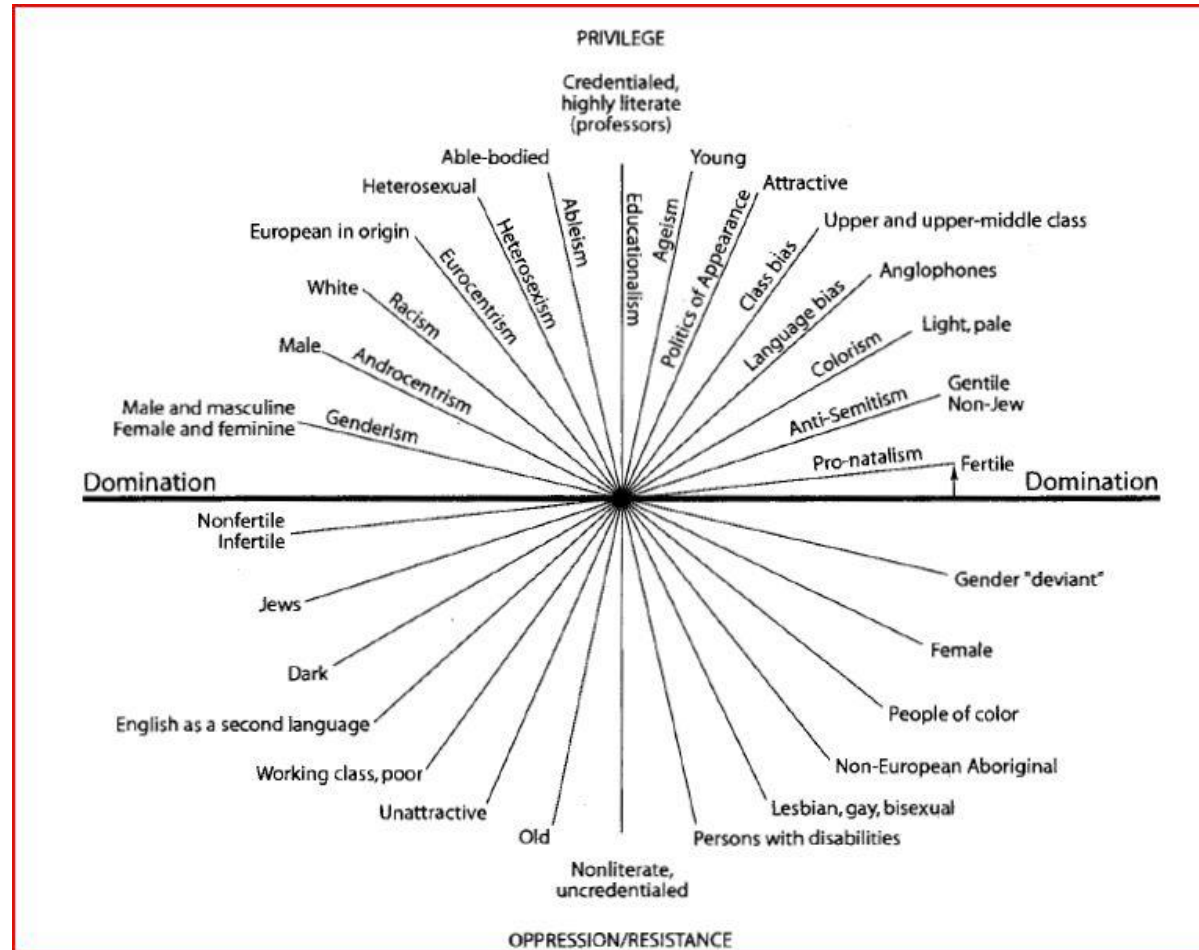 PRIVILEGE
Credentialed,
highly literate
(professors)
Able-bodied
Young
Heterosexual
Attractive
European in origin
Upper and upper-middle class
White
Anglophones
Male
Light, pale
Male and masculine
Female and feminine
Gentile
Non-Jew
Fertile
Genderism
Androcentrism
Racism
Eurocentrism
Heterosexism
Ableism
Educationalism
Ageism
Politics of Appearance
Class bias
Language bias
Colorism
Anti-Semitism
Pro-natalism
Domination
Domination
Nonfertile
Infertile
Gender "deviant"
Jews
Female
Dark
People of color
English as a second language
Non-European Aboriginal
Working class, poor
Lesbian, gay, bisexual
Unattractive
Persons with disabilities
Old
Nonliterate,
uncredentialed
OPPRESSION/RESISTANCE